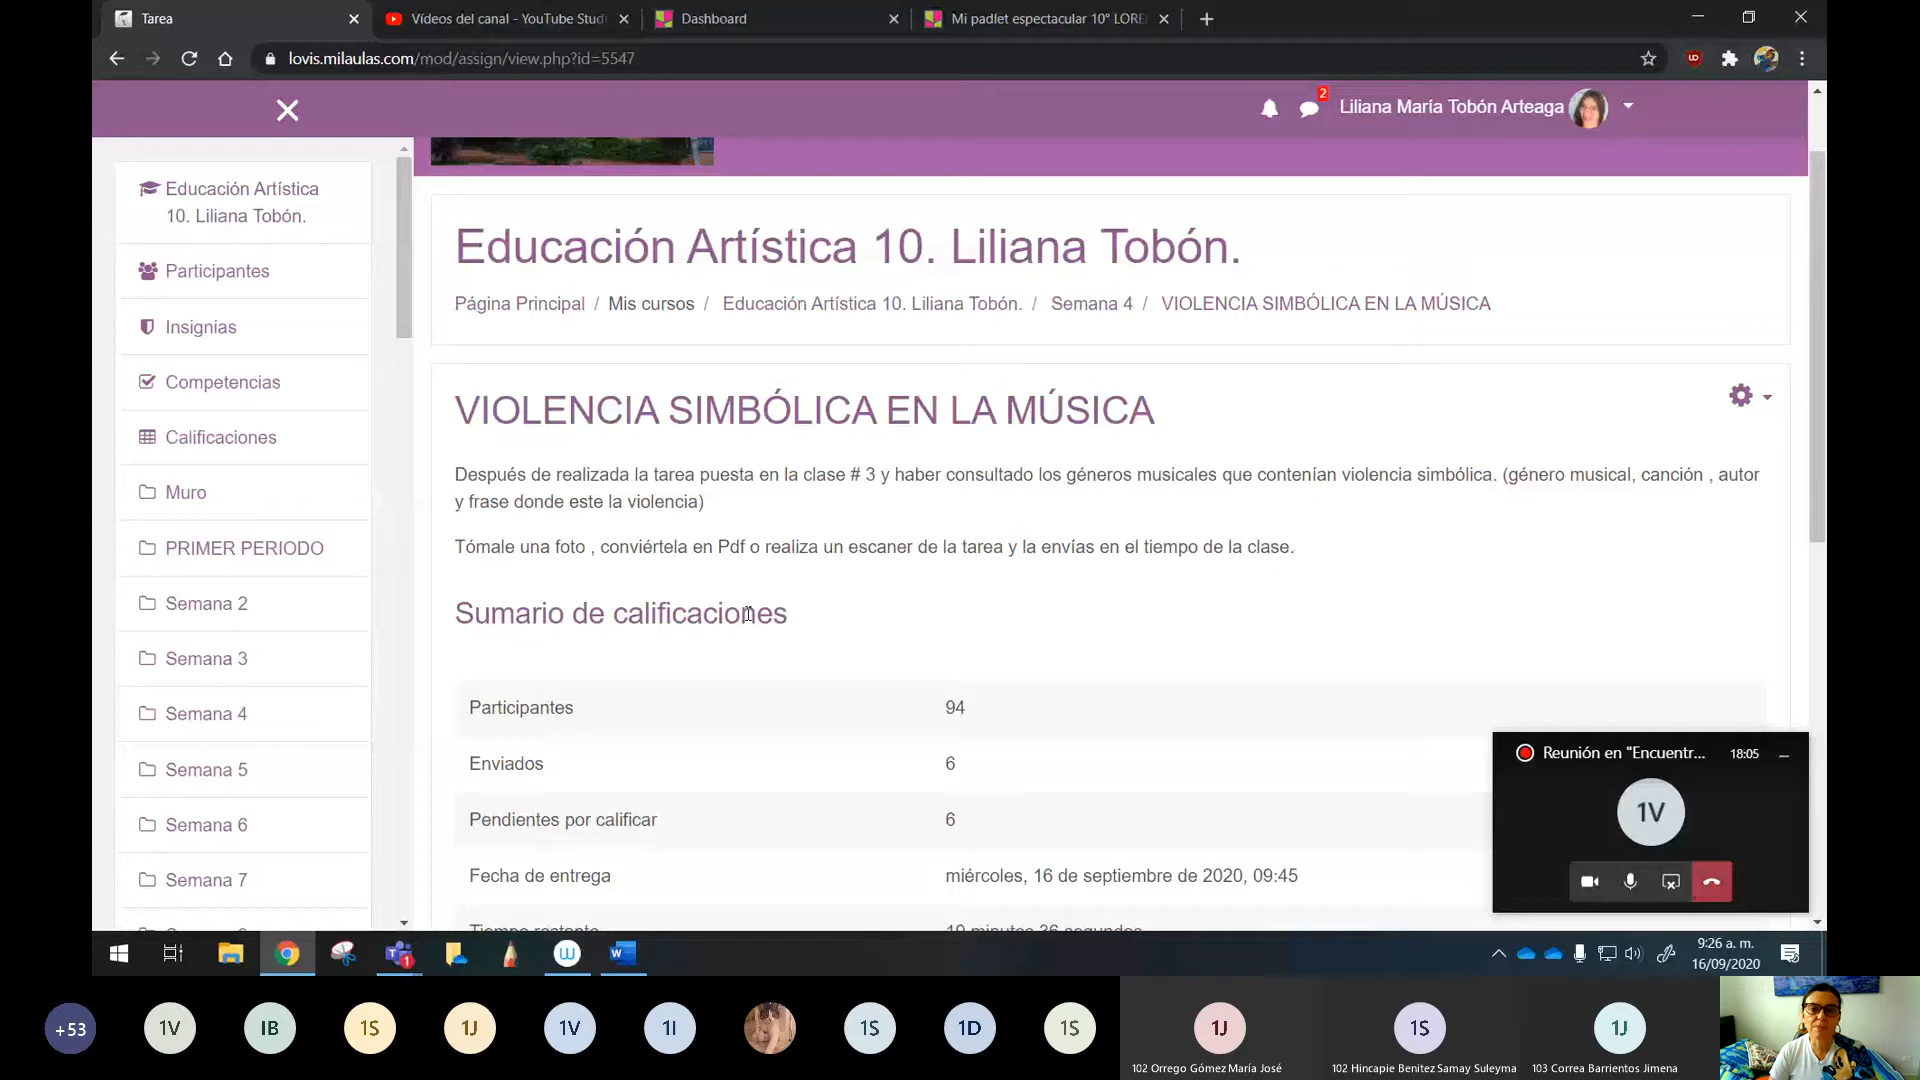 Tarea
Vídeos del canal - YouTube Stud
Dashboard
Mi padlet espectacular 10° LORE
lovis.milaulas.com/mod/assign/view.php?id=5547
2
Liliana María Tobón Arteaga
Educación Artística
10. Liliana Tobón.
Participantes
Insignias
Competencias
Calificaciones
Muro
PRIMER PERIODO
Semana 2
Semana 3
Semana 4
Semana 5
Semana 6
Semana 7
Educación Artística 10. Liliana Tobón.
Página Principal / Mis cursos / Educación Artística 10. Liliana Tobón. / Semana 4 / VIOLENCIA SIMBÓLICA EN LA MÚSICA
VIOLENCIA SIMBÓLICA EN LA MÚSICA
Después de realizada la tarea puesta en la clase # 3 y haber consultado los géneros musicales que contenían violencia simbólica. (género musical, canción , autor
y frase donde este la violencia)
Tómale una foto , conviértela en Pdf o realiza un escaner de la tarea y la envías en el tiempo de la clase.
Sumario de calificaciones
Participantes 94
Enviados 6
Pendientes por calificar 6
Fecha de entrega miércoles, 16 de septiembre de 2020, 09:45
Tiempo restante 19 minutos 36 segundos
Reunión en "Encuentr... 18:05
1V
9:26 a. m.
16/09/2020
+53 1V IB 1S 1J 1V 1I 1S 1D 1S 1J 1S 1J
102 Orrego Gómez María José
102 Hincapie Benitez Samay Suleyma
103 Correa Barrientos Jimena